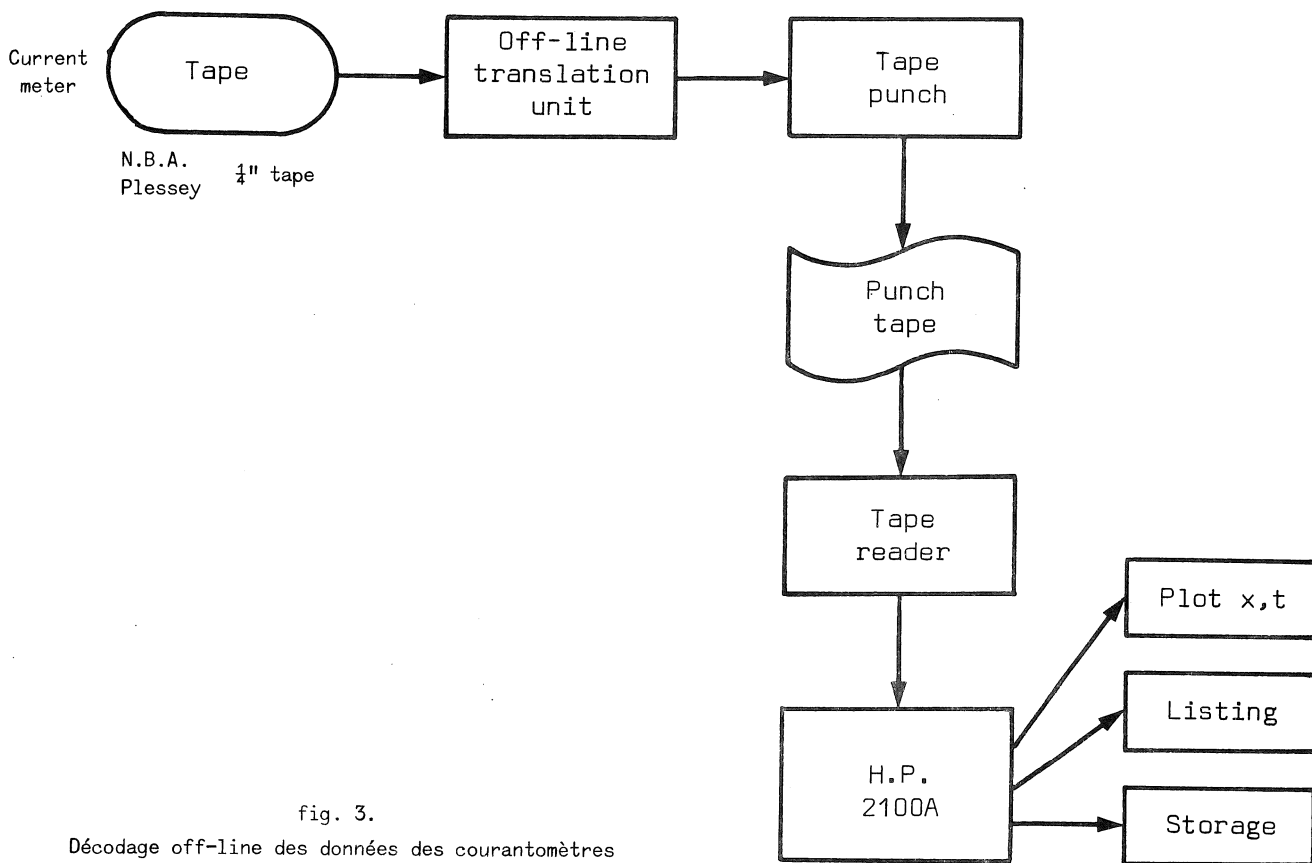 Current
meter
Tape
N.B.A.
Plessey
¼" tape
Off-line
translation
unit
Tape
punch
Punch
tape
Tape
reader
H.P.
2100A
Plot x,t
Listing
Storage
fig. 3.
Décodage off-line des données des courantomètres